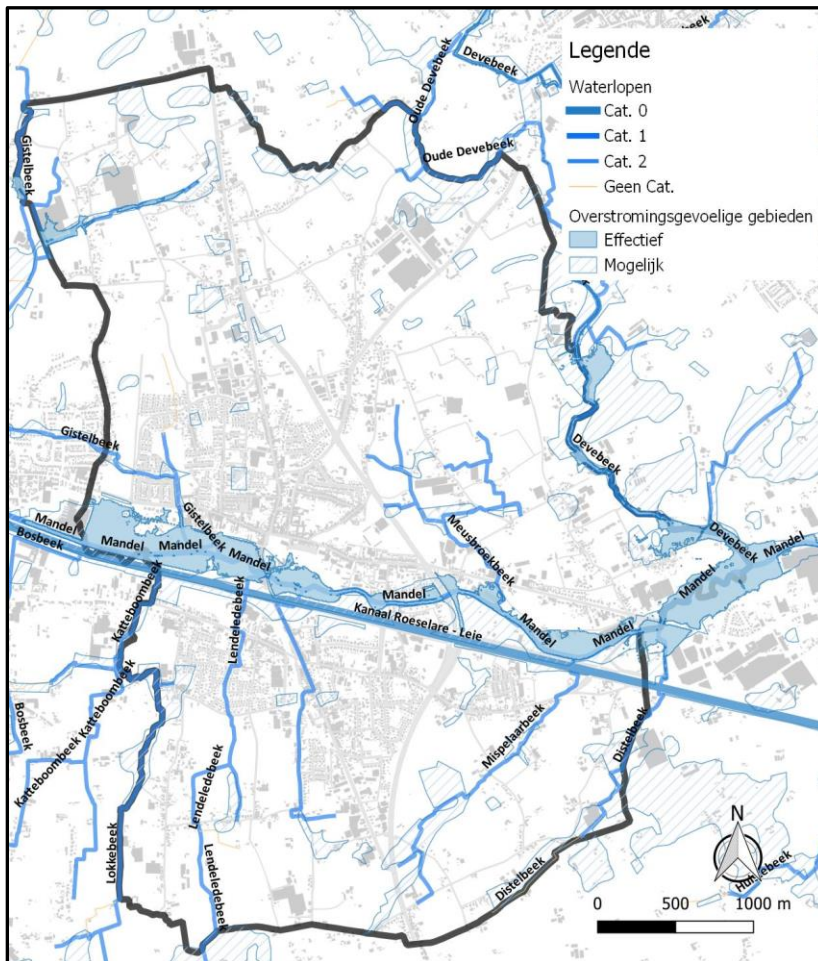 Legende
Waterlopen
Cat. 0
Cat. 1
Cat. 2
Geen Cat.
Overstromingsgevoelige gebieden
Effectief
Mogelijk
Devebeek
Oude Devebeek
Oude Devebeek
Gistelbeek
Gistelbeek
Gistelbeek
Devebeek
Devebeek
Meusbroekbeek
Mandel
Mandel
Mandel
Mandel
Mandel
Mandel
Mandel
Mandel
Mandel
Bosbeek
Kanaal Roeselare - Leie
Katteboombeek
Katteboombeek
Katteboombeek
Bosbeek
Lendeledebeek
Lendeledebeek
Lendeledebeek
Lokkebeek
Mispelaarbeek
Distelbeek
Distelbeek
N
0 500 1000 m